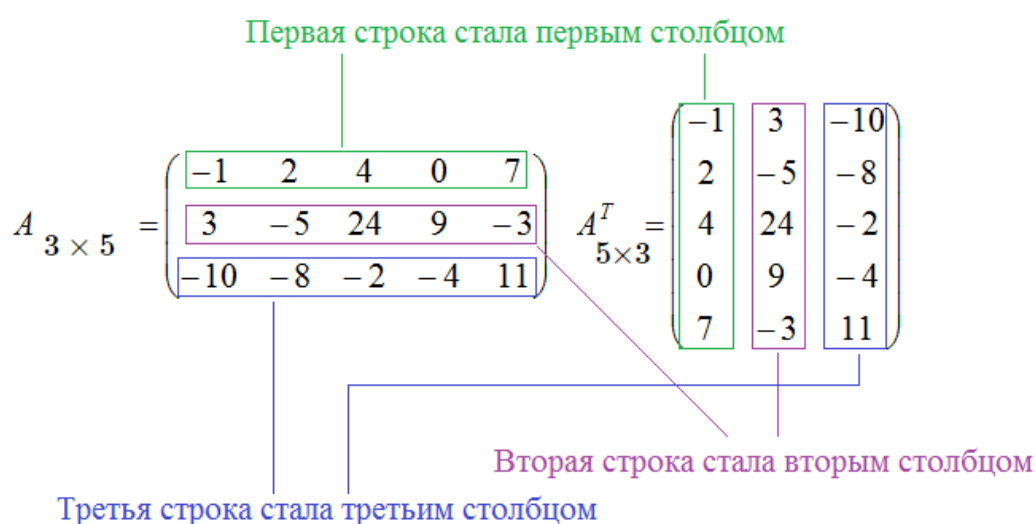 Первая строка стала первым столбцом
A 3 × 5 = ( −1 2 4 0 7 )
( 3 −5 24 9 −3 )
( −10 −8 −2 −4 11 )
A^T 5×3 = ( −1 3 −10 )
( 2 −5 −8 )
( 4 24 −2 )
( 0 9 −4 )
( 7 −3 11 )
Вторая строка стала вторым столбцом
Третья строка стала третьим столбцом